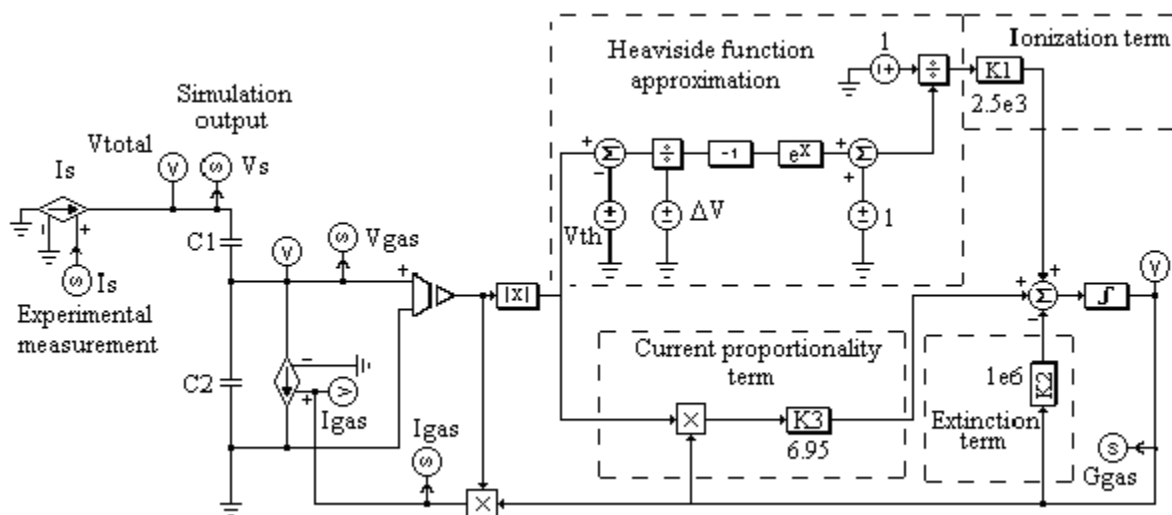 Heaviside function
approximation
1
÷
K1
2.5e3
Ionization term
Simulation
output
Vtotal
V
Vs
Is
Σ
÷
-1
e^x
Σ
Vth
ΔV
1
C1
V
Vgas
Is
Experimental
measurement
|x|
Σ
∫
V
C2
V
Igas
Igas
Current proportionality
term
×
K3
6.95
1e6
K2
Extinction
term
S
Ggas
×